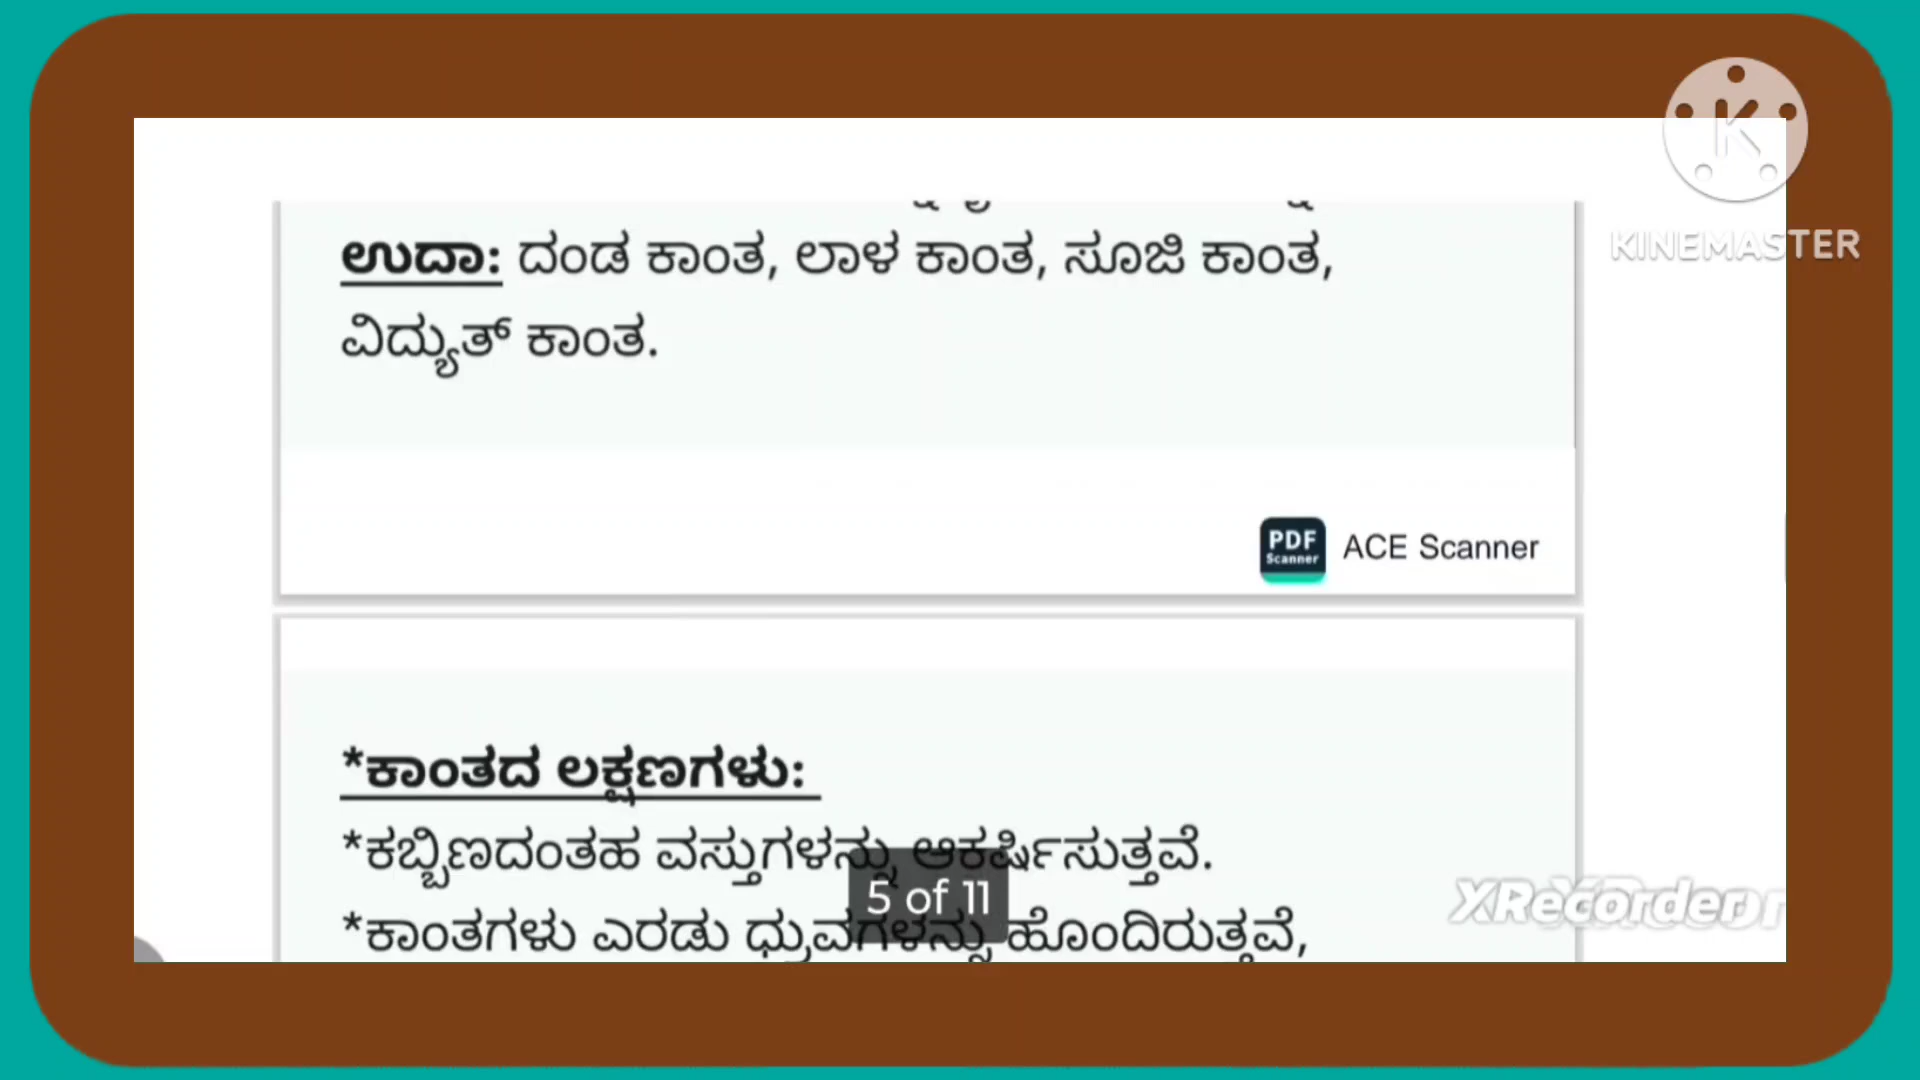 ಉದಾ: ದಂಡ ಕಾಂತ, ಲಾಳ ಕಾಂತ, ಸೂಜಿ ಕಾಂತ,
ವಿದ್ಯುತ್ ಕಾಂತ.
K
KINEMASTER
PDF
Scanner
ACE Scanner
*ಕಾಂತದ ಲಕ್ಷಣಗಳು:
*ಕಬ್ಬಿಣದಂತಹ ವಸ್ತುಗಳನ್ನು ಆಕರ್ಷಿಸುತ್ತವೆ.
5 of 11
*ಕಾಂತಗಳು ಎರಡು ಧ್ರುವಗಳನ್ನು ಹೊಂದಿರುತ್ತವೆ,
XRecorder